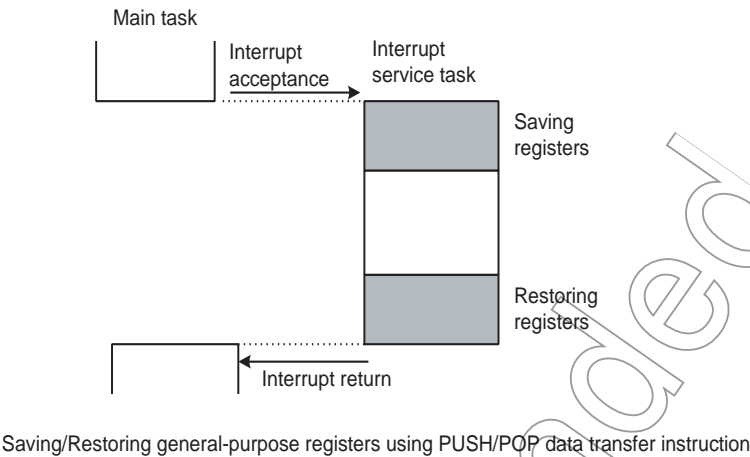 Main task
Interrupt
acceptance
Interrupt
service task
Saving
registers
Restoring
registers
Interrupt return
Saving/Restoring general-purpose registers using PUSH/POP data transfer instruction